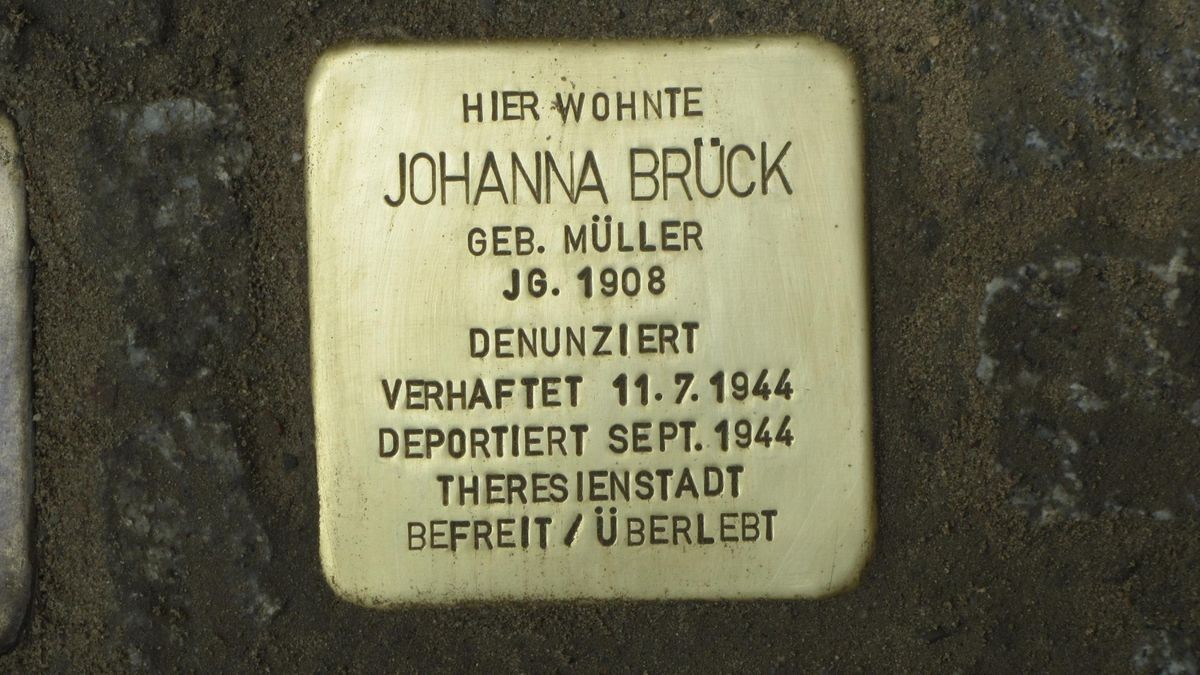 HIER WOHNTE
JOHANNA BRÜCK
GEB. MÜLLER
JG. 1908
DENUNZIERT
VERHAFTET 11.7.1944
DEPORTIERT SEPT. 1944
THERESIENSTADT
BEFREIT / ÜBERLEBT